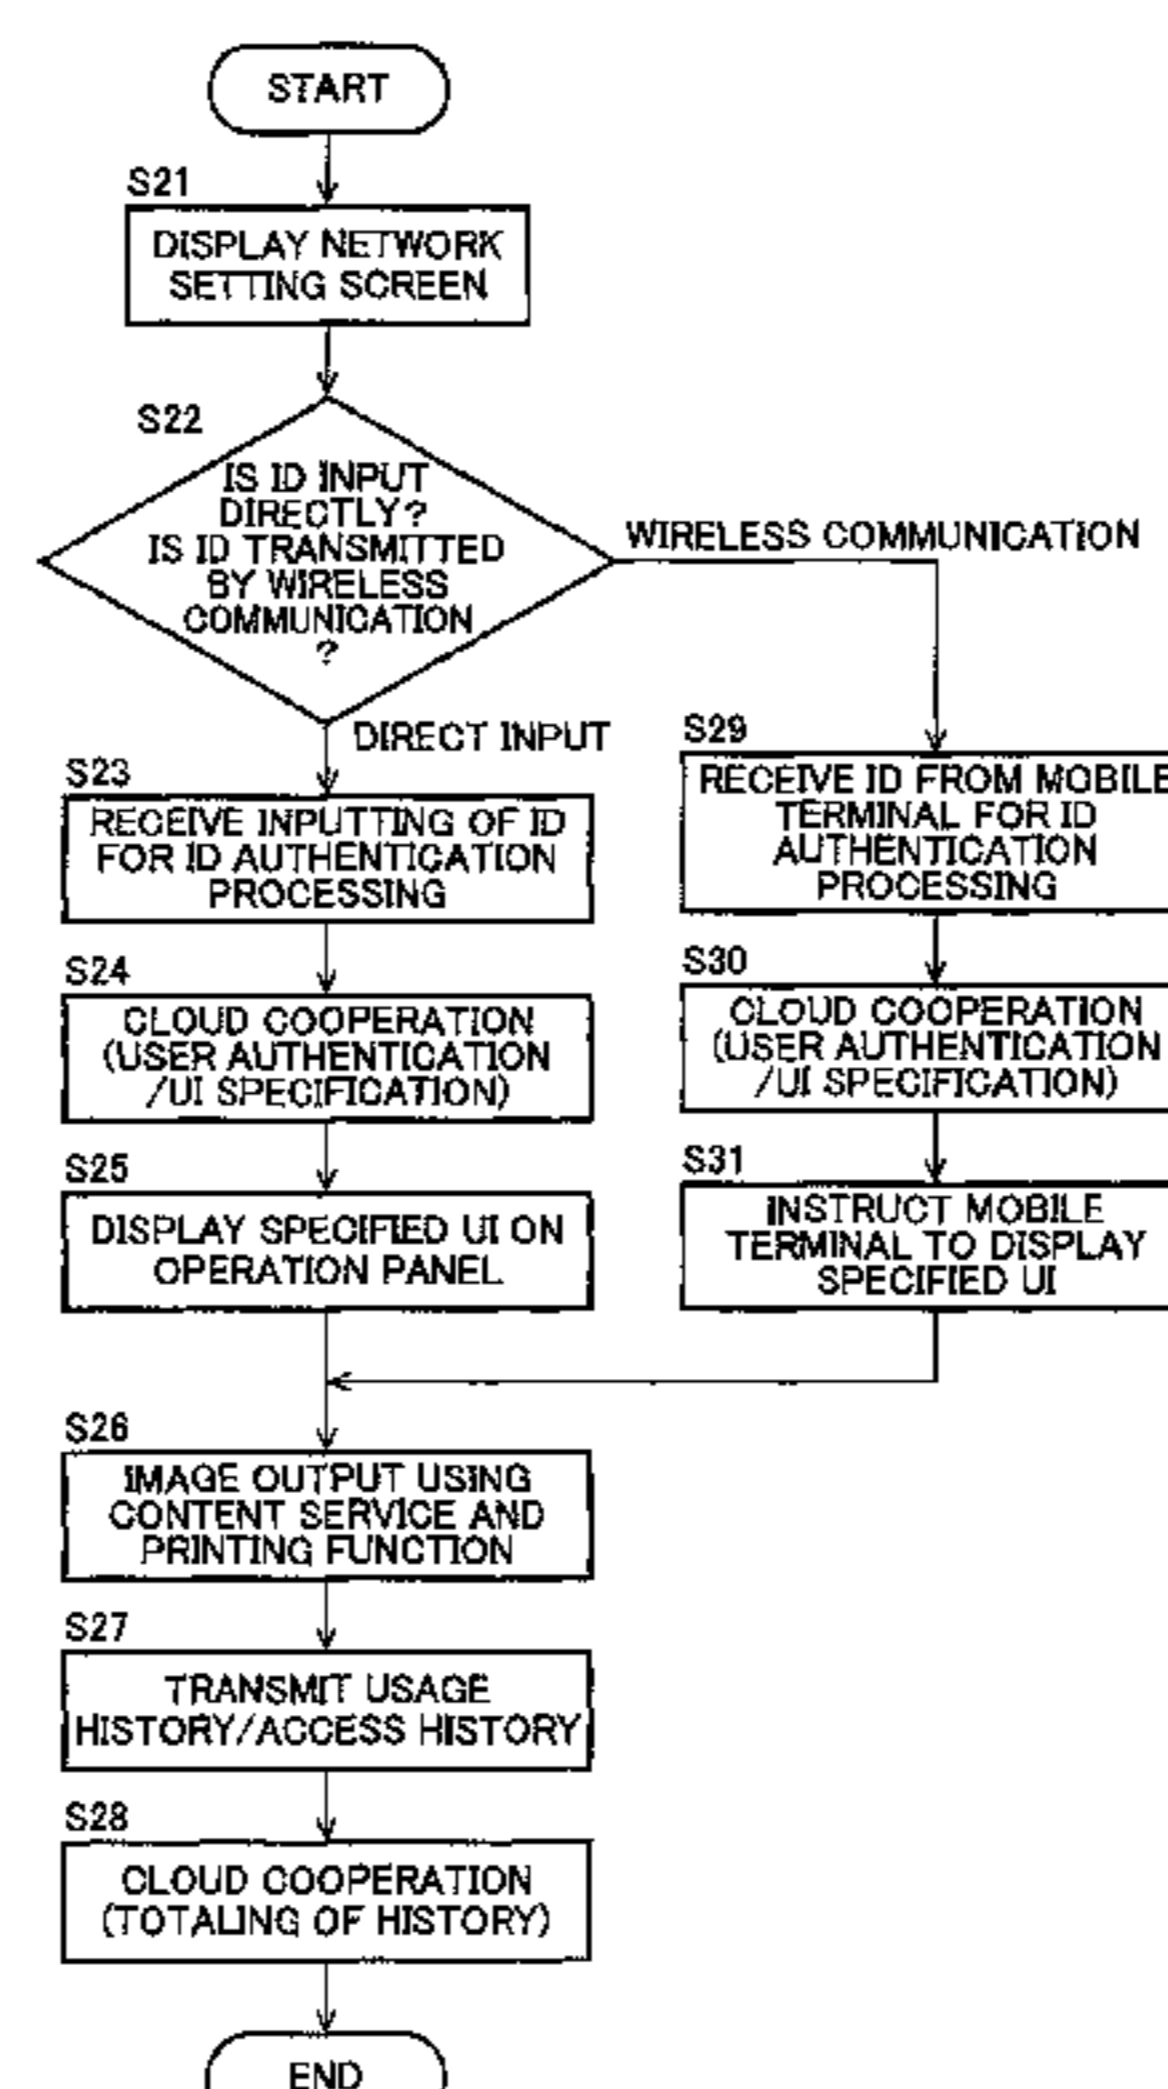 START
S21
DISPLAY NETWORK
SETTING SCREEN
S22
IS ID INPUT
DIRECTLY?
IS ID TRANSMITTED
BY WIRELESS
COMMUNICATION
?
WIRELESS COMMUNICATION
DIRECT INPUT
S23
RECEIVE INPUTTING OF ID
FOR ID AUTHENTICATION
PROCESSING
S24
CLOUD COOPERATION
(USER AUTHENTICATION
/UI SPECIFICATION)
S25
DISPLAY SPECIFIED UI ON
OPERATION PANEL
S29
RECEIVE ID FROM MOBILE
TERMINAL FOR ID
AUTHENTICATION
PROCESSING
S30
CLOUD COOPERATION
(USER AUTHENTICATION
/UI SPECIFICATION)
S31
INSTRUCT MOBILE
TERMINAL TO DISPLAY
SPECIFIED UI
S26
IMAGE OUTPUT USING
CONTENT SERVICE AND
PRINTING FUNCTION
S27
TRANSMIT USAGE
HISTORY/ACCESS HISTORY
S28
CLOUD COOPERATION
(TOTALING OF HISTORY)
END